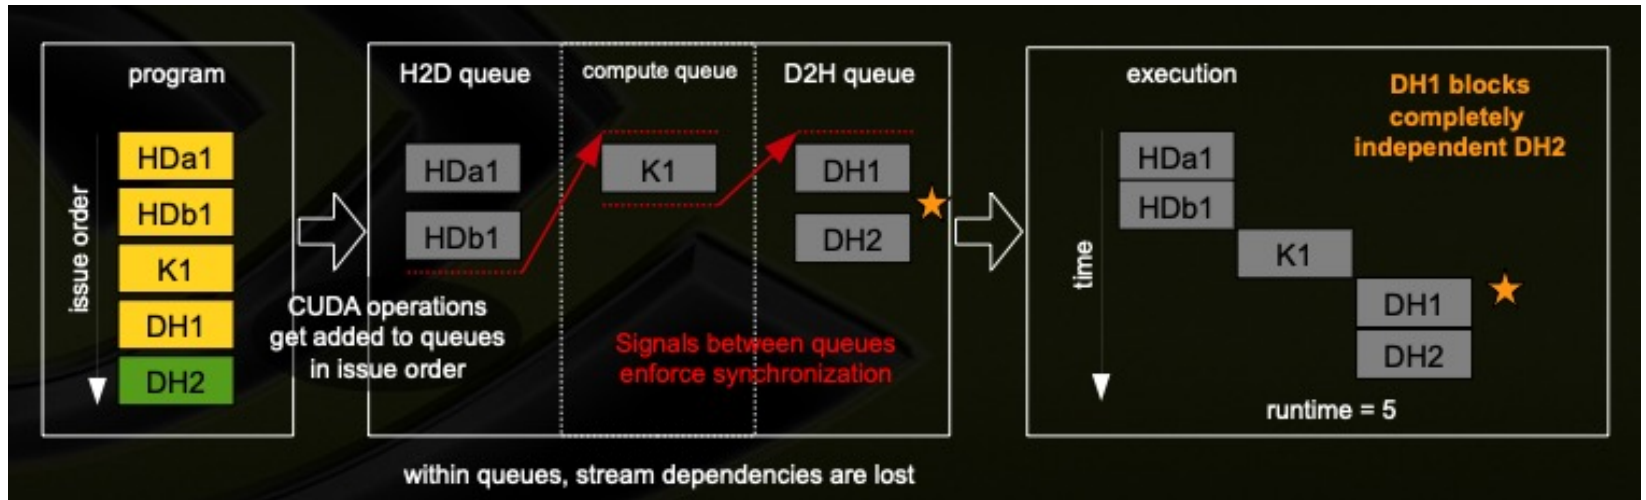 program
issue order
HDa1
HDb1
K1
DH1
DH2
H2D queue
HDa1
HDb1
CUDA operations
get added to queues
in issue order
compute queue
K1
D2H queue
DH1
DH2
Signals between queues
enforce synchronization
within queues, stream dependencies are lost
execution
time
HDa1
HDb1
K1
DH1
DH2
DH1 blocks
completely
independent DH2
runtime = 5